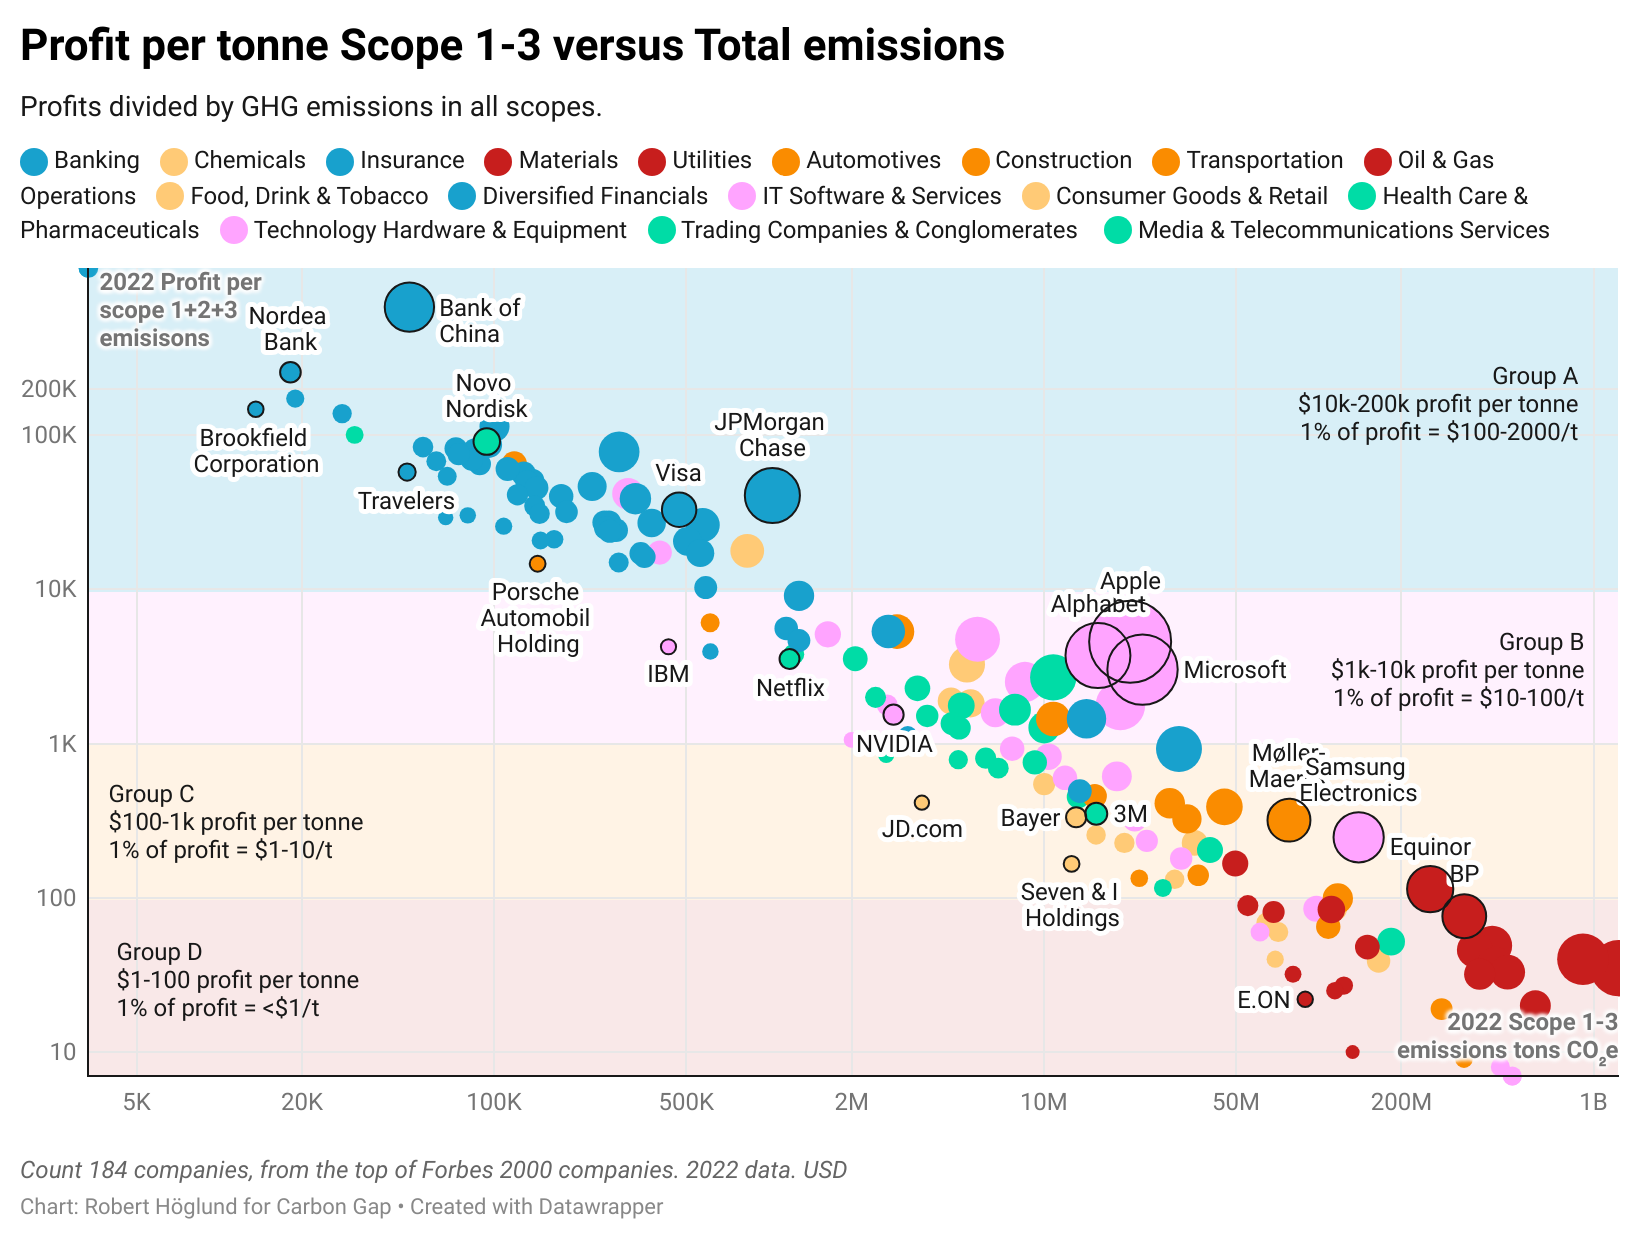 Profit per tonne Scope 1-3 versus Total emissions
Profits divided by GHG emissions in all scopes.
Banking Chemicals Insurance Materials Utilities Automotives Construction Transportation Oil & Gas
Operations Food, Drink & Tobacco Diversified Financials IT Software & Services Consumer Goods & Retail Health Care &
Pharmaceuticals Technology Hardware & Equipment Trading Companies & Conglomerates Media & Telecommunications Services
2022 Profit per
scope 1+2+3
emisisons
Nordea
Bank
Bank of
China
Brookfield
Corporation
Novo
Nordisk
Travelers
Visa
JPMorgan
Chase
Group A
$10k-200k profit per tonne
1% of profit = $100-2000/t
Porsche
Automobil
Holding
IBM
Netflix
NVIDIA
Apple
Alphabet
Microsoft
Group B
$1k-10k profit per tonne
1% of profit = $10-100/t
Group C
$100-1k profit per tonne
1% of profit = $1-10/t
JD.com
Bayer
3M
Seven & I
Holdings
Møller-
Samsung
Electronics
Equinor
BP
Group D
$1-100 profit per tonne
1% of profit = <$1/t
E.ON
2022 Scope 1-3
emissions tons CO₂e
200K
100K
10K
1K
100
10
5K 20K 100K 500K 2M 10M 50M 200M 1B
Count 184 companies, from the top of Forbes 2000 companies. 2022 data. USD
Chart: Robert Höglund for Carbon Gap • Created with Datawrapper